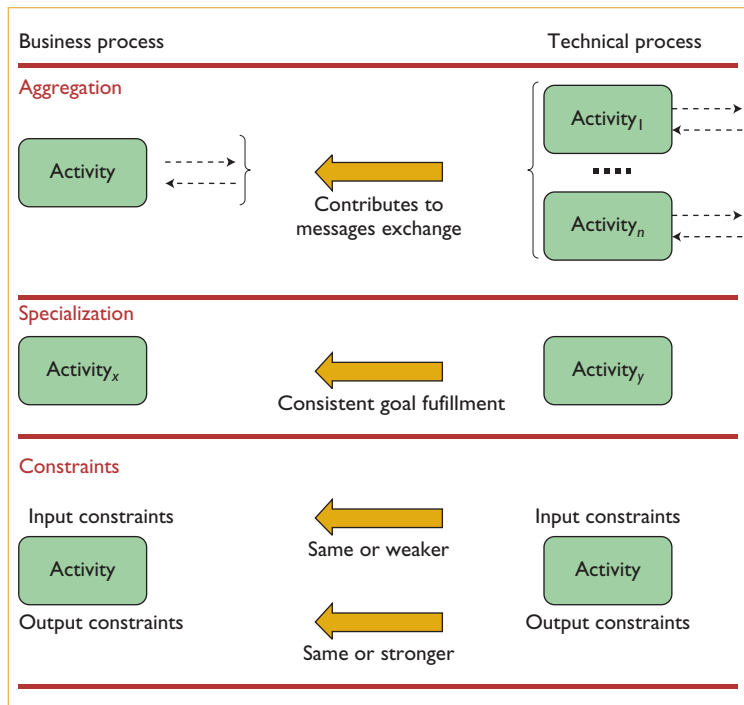 Business process
Technical process
Aggregation
Activity
Contributes to
messages exchange
Activity1
Activityn
Specialization
Activityx
Consistent goal fufillment
Activityy
Constraints
Input constraints
Same or weaker
Input constraints
Activity
Activity
Output constraints
Same or stronger
Output constraints